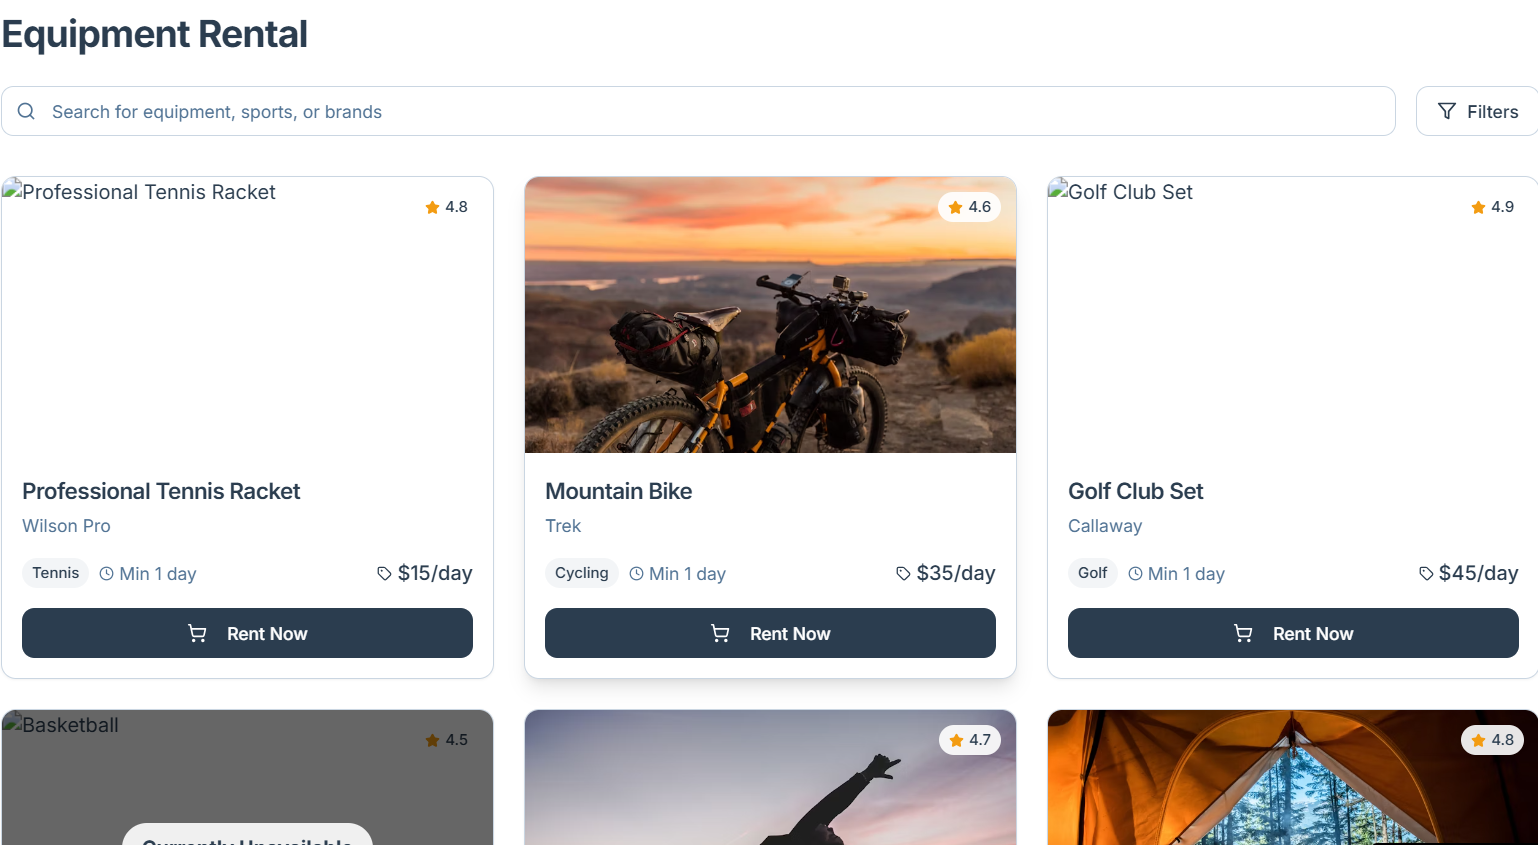 Equipment Rental
Search for equipment, sports, or brands
Filters
Professional Tennis Racket
4.8
4.6
Golf Club Set
4.9
Professional Tennis Racket
Wilson Pro
Tennis
Min 1 day
$15/day
Rent Now
Mountain Bike
Trek
Cycling
Min 1 day
$35/day
Rent Now
Golf Club Set
Callaway
Golf
Min 1 day
$45/day
Rent Now
Basketball
4.5
4.7
4.8
Currently Unavailable